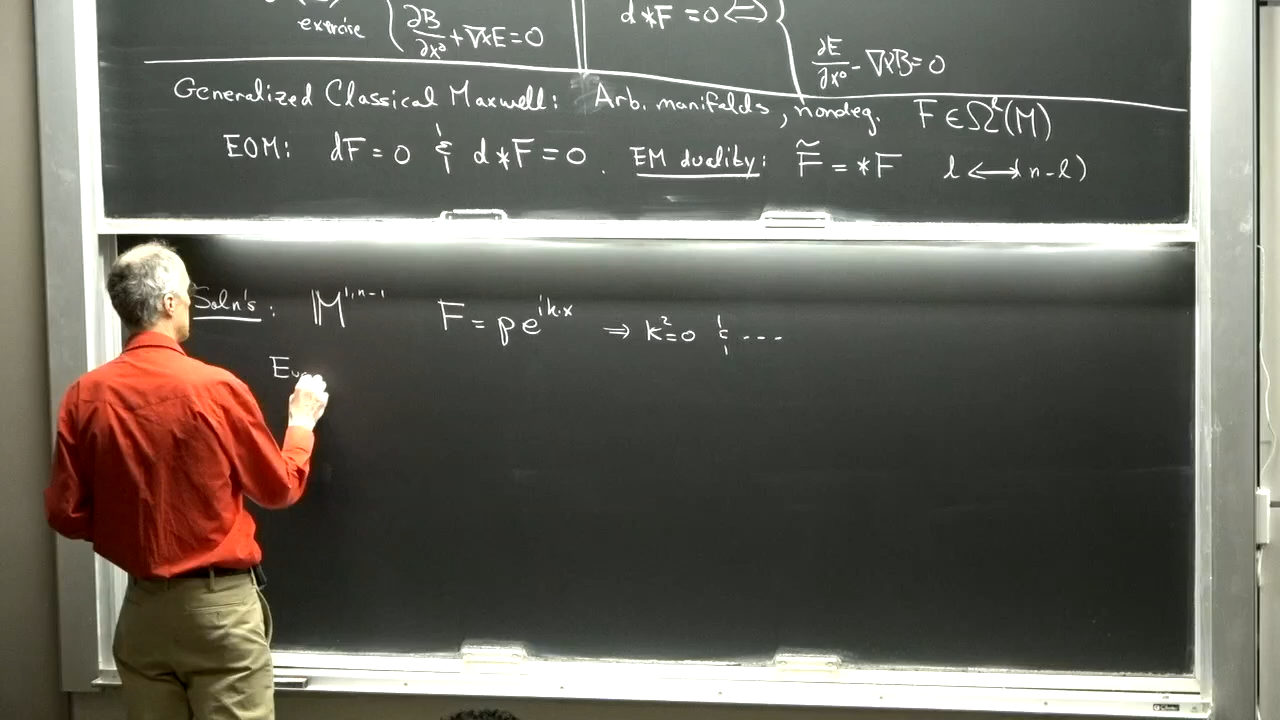 exercise
∂B/∂x⁰ + ∇×E = 0
d*F = 0 ⟺
∂E/∂x⁰ - ∇×B = 0
Generalized Classical Maxwell: Arb. manifolds, nondeg. F ∈ Ω^ℓ(M)
EOM: dF = 0 & d*F = 0. EM duality: F̃ = *F ℓ ⟷ n-ℓ)
Soln's: 𝕄^{1,n-1} F = ρe^{ik·x} ⇒ k² = 0 & ...